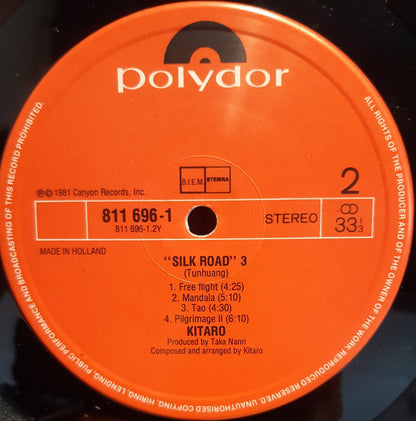 polydor
B.I.E.M. STEMRA
2
℗© 1981 Canyon Records, Inc.
811 696-1
811 696-1.2Y
STEREO
33 1/3
MADE IN HOLLAND
"SILK ROAD" 3
(Tunhuang)
1. Free flight (4:25)
2. Mandala (5:10)
3. Tao (4:30)
4. Pilgrimage II (6:10)
KITARO
Produced by Taka Nanri
Composed and arranged by Kitaro
ALL RIGHTS OF THE PRODUCER AND OF THE OWNER OF THE WORK REPRODUCED RESERVED. UNAUTHORISED COPYING, HIRING, LENDING, PUBLIC PERFORMANCE AND BROADCASTING OF THIS RECORD PROHIBITED.